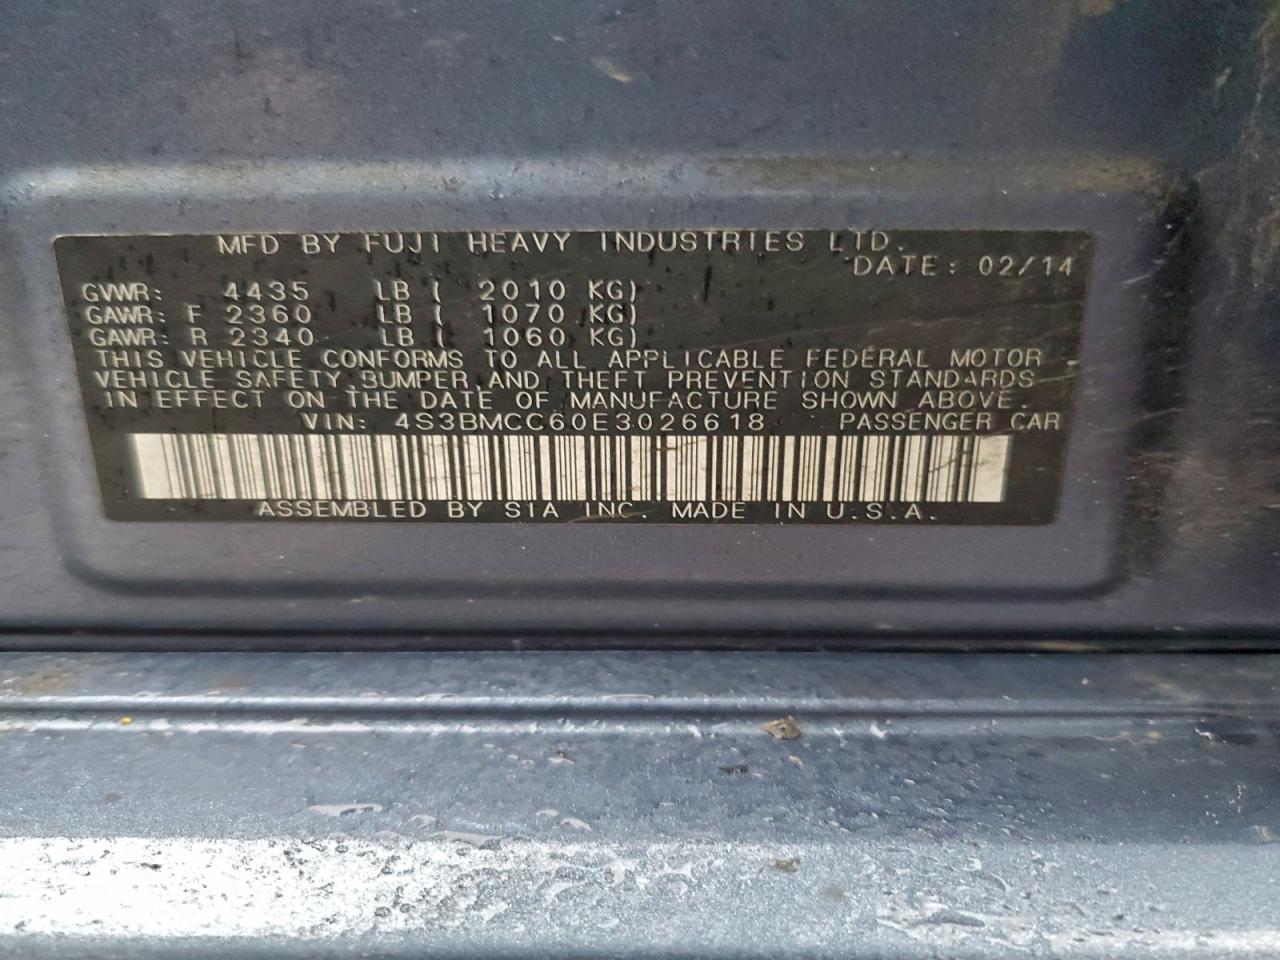 MFD BY FUJI HEAVY INDUSTRIES LTD.
DATE: 02/14
GVWR: 4435 LB ( 2010 KG)
GAWR: F 2360 LB ( 1070 KG)
GAWR: R 2340 LB ( 1060 KG)
THIS VEHICLE CONFORMS TO ALL APPLICABLE FEDERAL MOTOR
VEHICLE SAFETY,BUMPER,AND THEFT PREVENTION STANDARDS
IN EFFECT ON THE DATE OF MANUFACTURE SHOWN ABOVE.
VIN: 4S3BMCC60E3026618 PASSENGER CAR
ASSEMBLED BY SIA INC. MADE IN U.S.A.